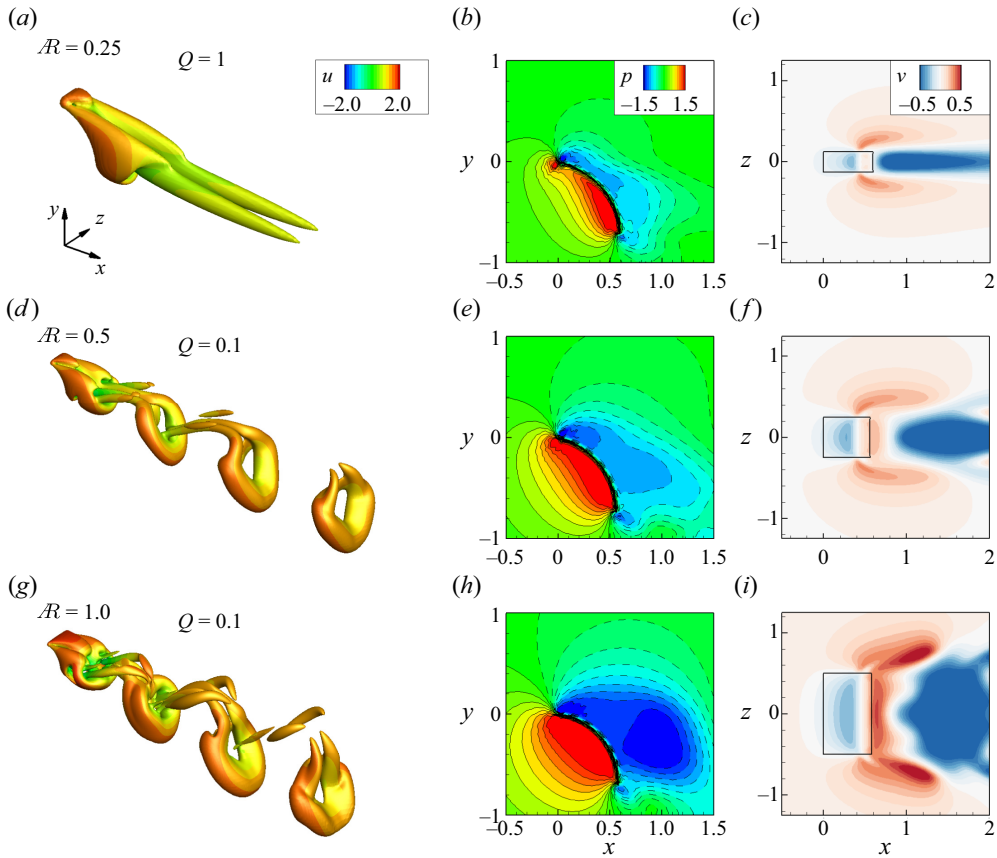 (a)
(b)
(c)
Æ = 0.25
Q = 1
u
–2.0 2.0
p
–1.5 1.5
v
–0.5 0.5
1
y 0
–1
–0.5 0 0.5 1.0 1.5
1
z 0
–1
0 1 2
y
z
x
(d)
(e)
(f)
Æ = 0.5
Q = 0.1
1
y 0
–1
–0.5 0 0.5 1.0 1.5
1
z 0
–1
0 1 2
(g)
(h)
(i)
Æ = 1.0
Q = 0.1
1
y 0
–1
–0.5 0 0.5 1.0 1.5
x
1
z 0
–1
0 1 2
x